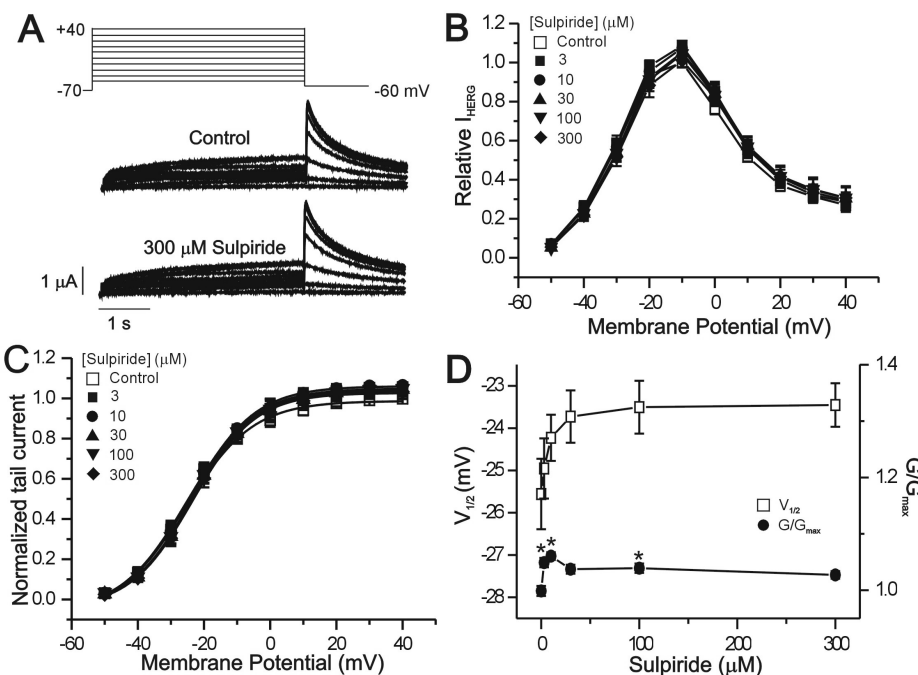 A
+40
-70
-60 mV
Control
300 μM Sulpiride
1 μA
1 s
B
[Sulpiride] (μM)
Control
3
10
30
100
300
Relative I_HERG
1.2
1.0
0.8
0.6
0.4
0.2
0.0
-60 -40 -20 0 20 40
Membrane Potential (mV)
C
[Sulpiride] (μM)
Control
3
10
30
100
300
Normalized tail current
1.2
1.0
0.8
0.6
0.4
0.2
0.0
-60 -40 -20 0 20 40
Membrane Potential (mV)
D
V1/2 (mV)
-23
-24
-25
-26
-27
-28
V1/2
G/Gmax
* * *
G/Gmax
1.4
1.2
1.0
0 100 200 300
Sulpiride (μM)